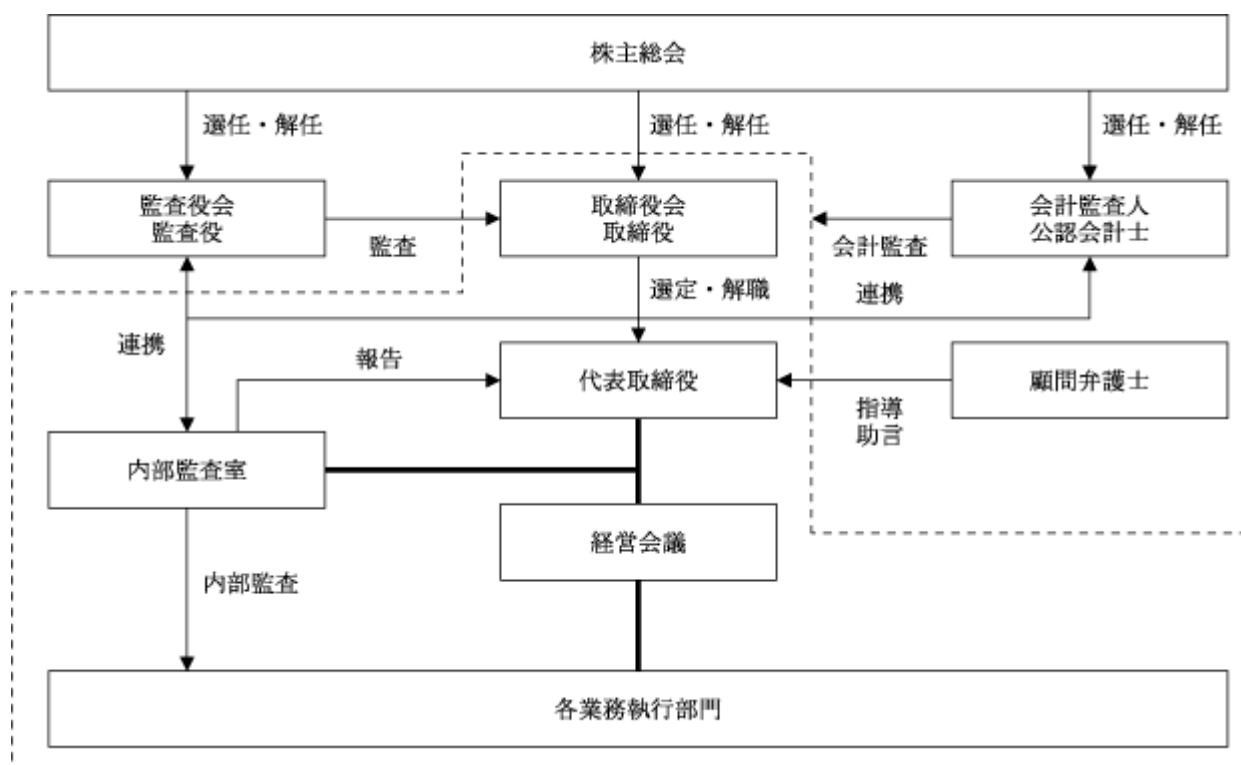 株主総会
選任・解任
選任・解任
選任・解任
監査役会
監査役
監査
取締役会
取締役
会計監査
会計監査人
公認会計士
選定・解職
連携
連携
報告
代表取締役
指導
助言
顧問弁護士
内部監査室
経営会議
内部監査
各業務執行部門